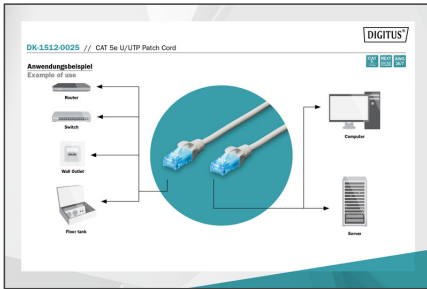 DIGITUS®
DK-1512-0025 // CAT 5e U/UTP Patch Cord
Anwendungsbeispiel
Example of use
Router
Switch
Wall Outlet
Floor tank
Computer
Server